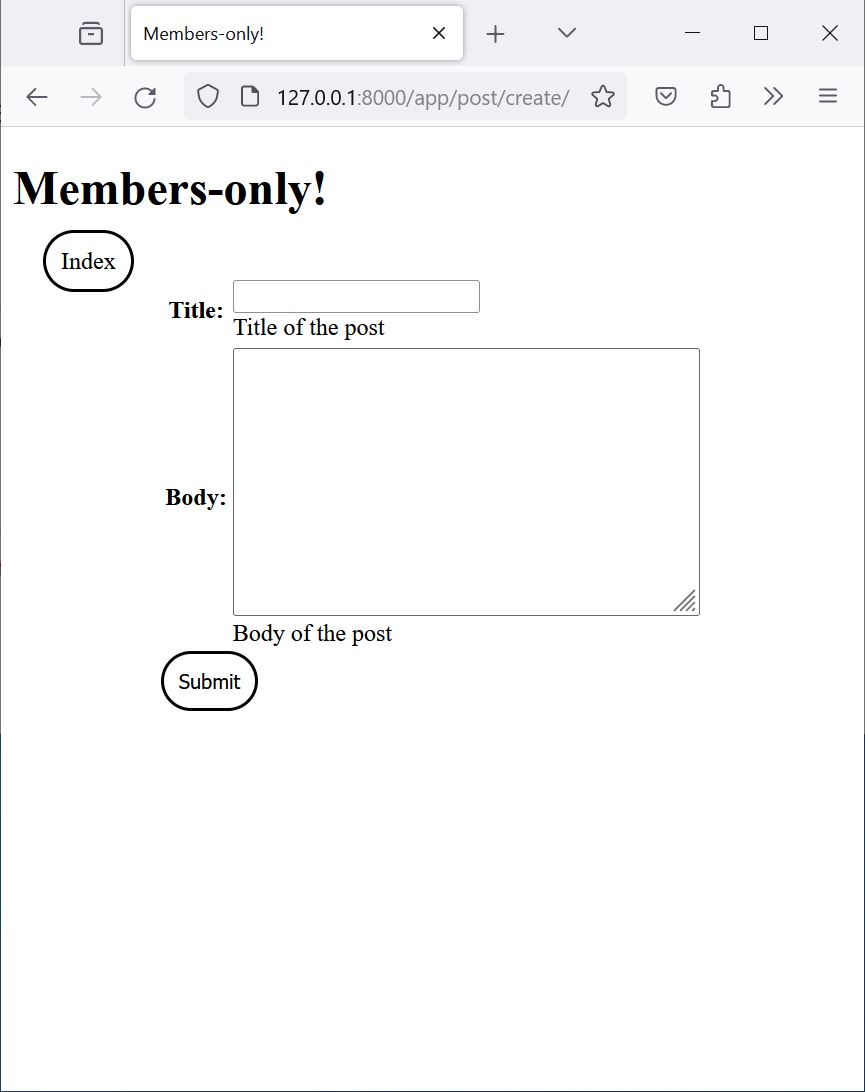 Members-only!
127.0.0.1:8000/app/post/create/
Members-only!
Index
Title:
Title of the post
Body:
Body of the post
Submit